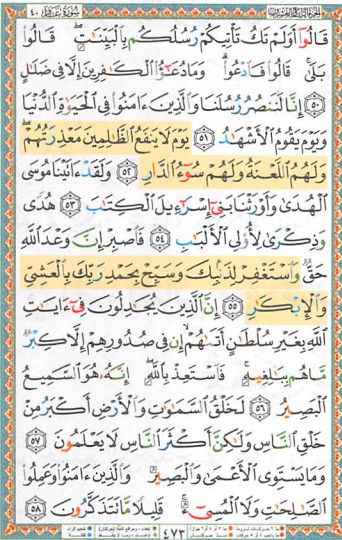 الجزء الرابع والعشرون سورة غافر ٤٠
قَالُوٓا۟ أَوَلَمْ تَكُ تَأْتِيكُمْ رُسُلُكُم بِٱلْبَيِّنَـٰتِ ۖ قَالُوا۟
بَلَىٰ ۚ قَالُوا۟ فَٱدْعُوا۟ ۗ وَمَا دُعَـٰٓؤُا۟ ٱلْكَـٰفِرِينَ إِلَّا فِى ضَلَـٰلٍ
٥٠ إِنَّا لَنَنصُرُ رُسُلَنَا وَٱلَّذِينَ ءَامَنُوا۟ فِى ٱلْحَيَوٰةِ ٱلدُّنْيَا
وَيَوْمَ يَقُومُ ٱلْأَشْهَـٰدُ ٥١ يَوْمَ لَا يَنفَعُ ٱلظَّـٰلِمِينَ مَعْذِرَتُهُمْ ۖ
وَلَهُمُ ٱللَّعْنَةُ وَلَهُمْ سُوٓءُ ٱلدَّارِ ٥٢ وَلَقَدْ ءَاتَيْنَا مُوسَى
ٱلْهُدَىٰ وَأَوْرَثْنَا بَنِىٓ إِسْرَٰٓءِيلَ ٱلْكِتَـٰبَ ٥٣ هُدًى
وَذِكْرَىٰ لِأُو۟لِى ٱلْأَلْبَـٰبِ ٥٤ فَٱصْبِرْ إِنَّ وَعْدَ ٱللَّهِ
حَقٌّ وَٱسْتَغْفِرْ لِذَنۢبِكَ وَسَبِّحْ بِحَمْدِ رَبِّكَ بِٱلْعَشِىِّ
وَٱلْإِبْكَـٰرِ ٥٥ إِنَّ ٱلَّذِينَ يُجَـٰدِلُونَ فِىٓ ءَايَـٰتِ
ٱللَّهِ بِغَيْرِ سُلْطَـٰنٍ أَتَىٰهُمْ ۙ إِن فِى صُدُورِهِمْ إِلَّا كِبْرٌ
مَّا هُم بِبَـٰلِغِيهِ ۚ فَٱسْتَعِذْ بِٱللَّهِ ۖ إِنَّهُۥ هُوَ ٱلسَّمِيعُ
ٱلْبَصِيرُ ٥٦ لَخَلْقُ ٱلسَّمَـٰوَٰتِ وَٱلْأَرْضِ أَكْبَرُ مِنْ
خَلْقِ ٱلنَّاسِ وَلَـٰكِنَّ أَكْثَرَ ٱلنَّاسِ لَا يَعْلَمُونَ ٥٧
وَمَا يَسْتَوِى ٱلْأَعْمَىٰ وَٱلْبَصِيرُ وَٱلَّذِينَ ءَامَنُوا۟ وَعَمِلُوا۟
ٱلصَّـٰلِحَـٰتِ وَلَا ٱلْمُسِىٓءُ ۚ قَلِيلًا مَّا تَتَذَكَّرُونَ ٥٨
٤٧٣